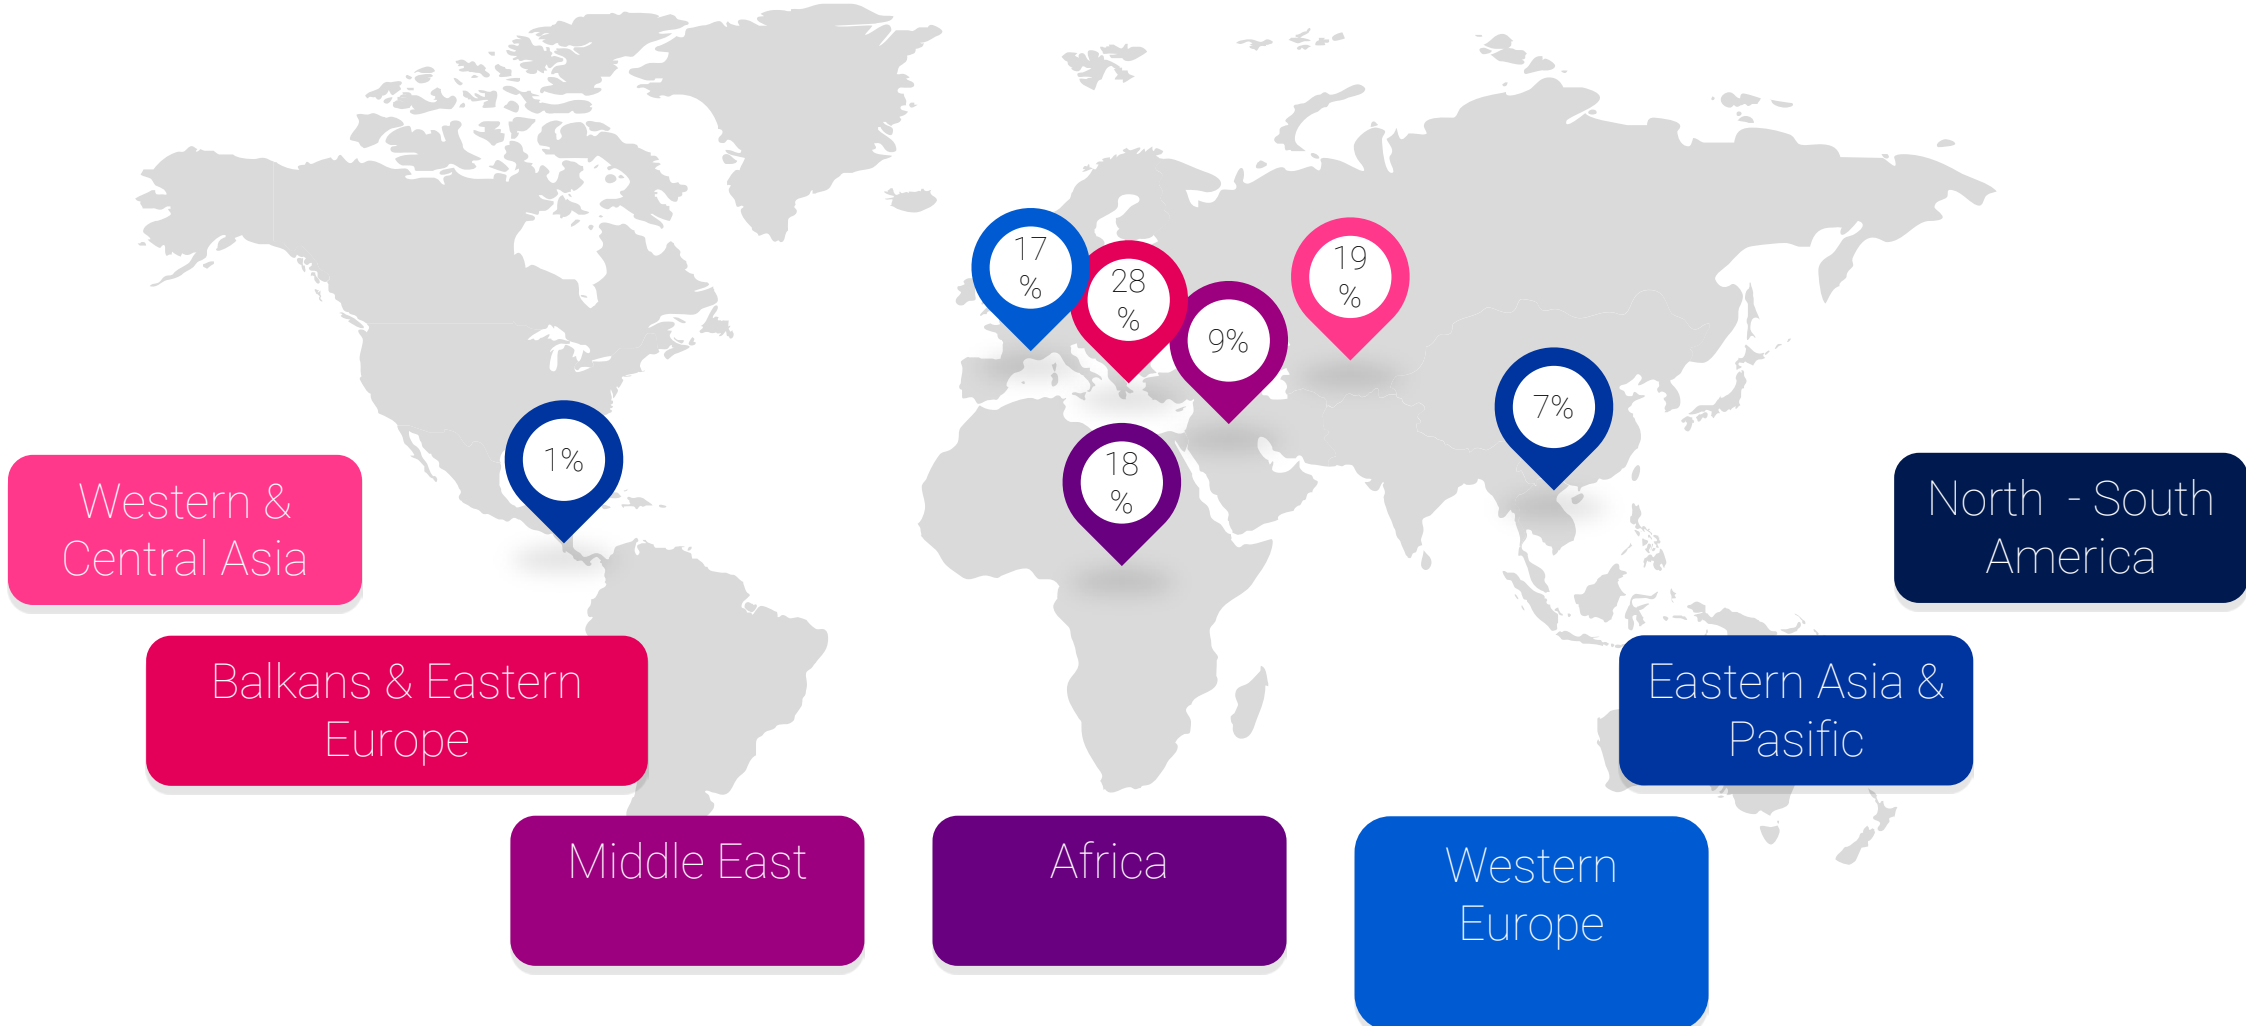 17
%
28
%
19
%
9%
7%
1%
18
%
Western &
Central Asia
North - South
America
Balkans & Eastern
Europe
Eastern Asia &
Pasific
Middle East
Africa
Western
Europe